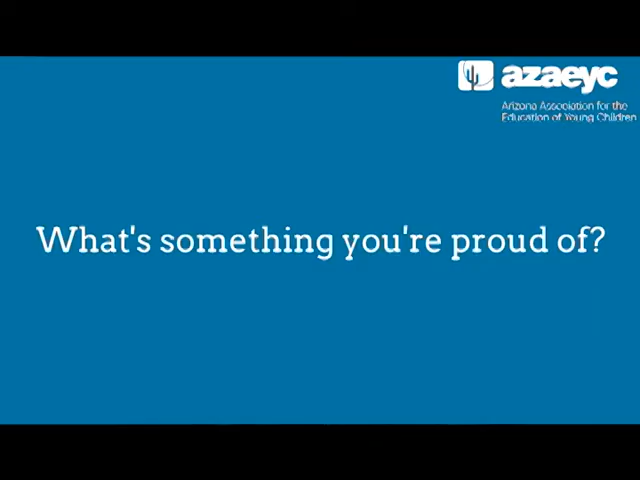 azaeyc
Arizona Association for the
Education of Young Children
What's something you're proud of?